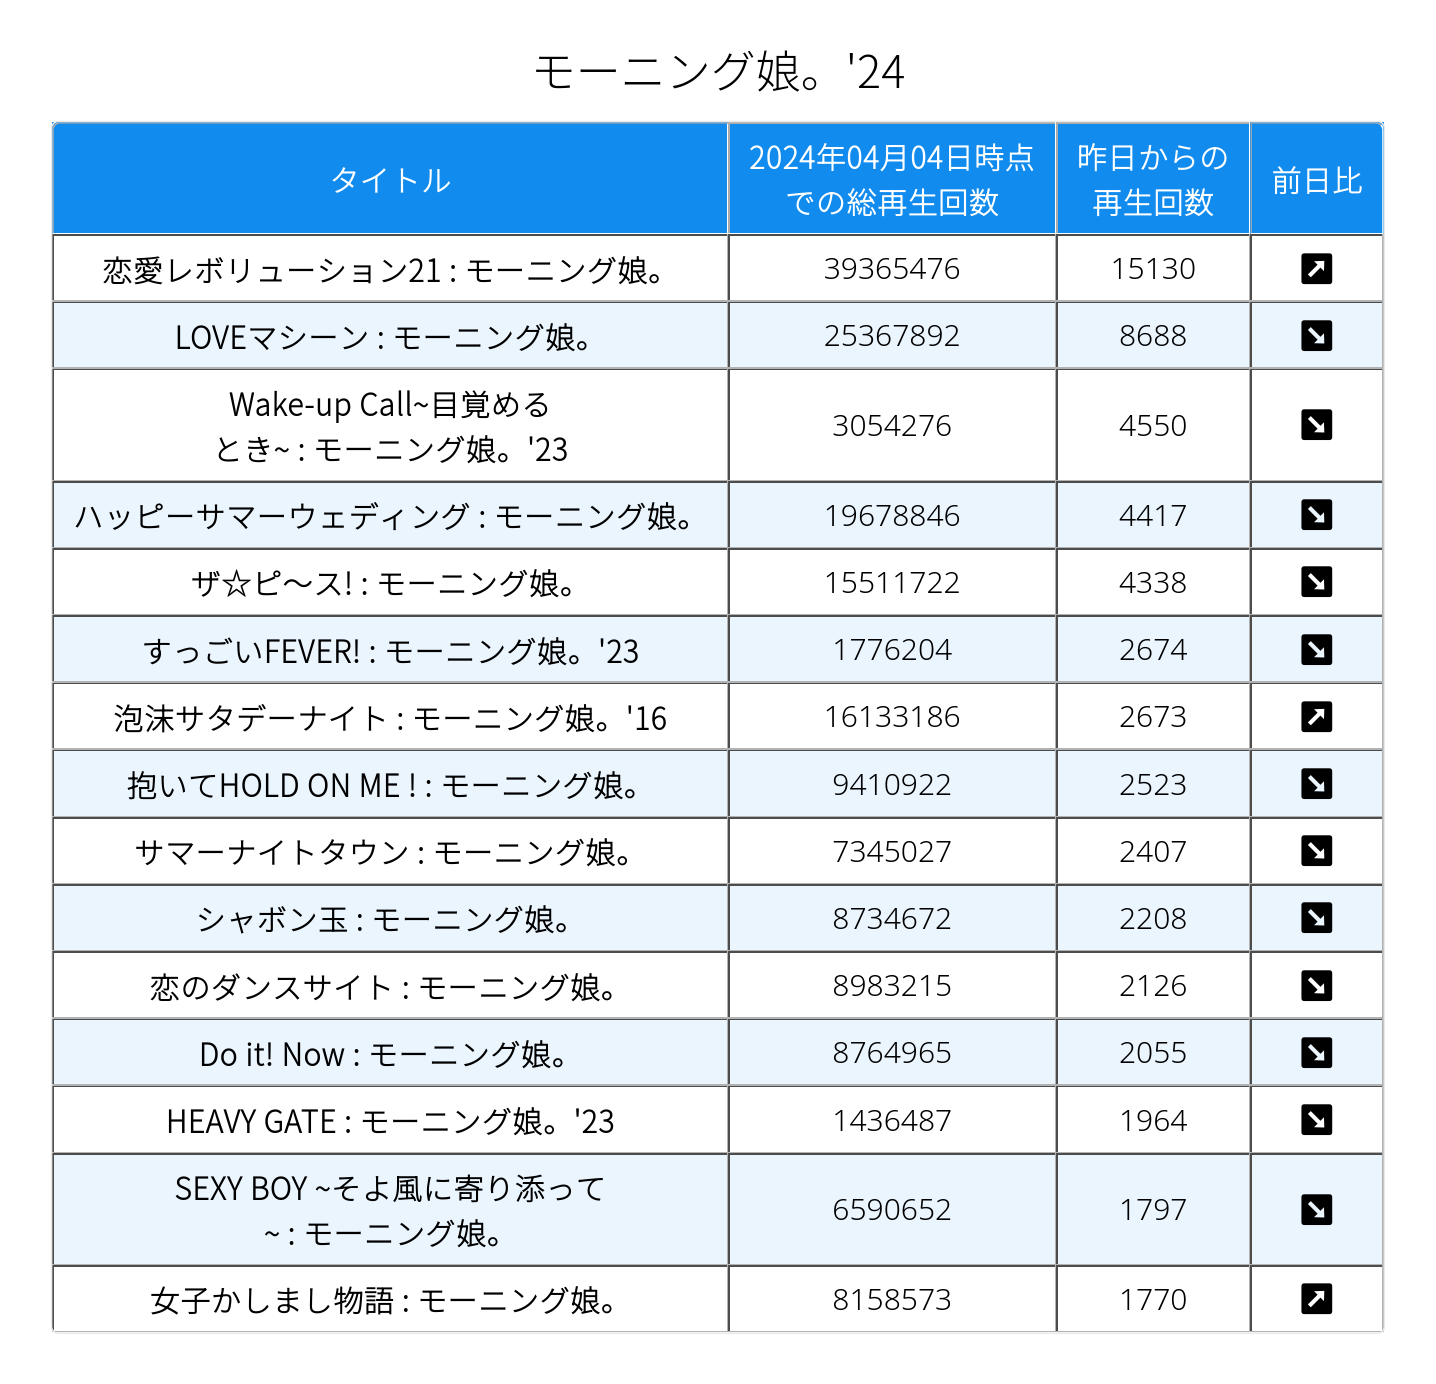 モーニング娘。'24
タイトル
2024年04月04日時点
での総再生回数
昨日からの
再生回数
前日比
恋愛レボリューション21 : モーニング娘。 39365476 15130 ↗
LOVEマシーン : モーニング娘。 25367892 8688 ↘
Wake-up Call~目覚める
とき~ : モーニング娘。'23 3054276 4550 ↘
ハッピーサマーウェディング : モーニング娘。 19678846 4417 ↘
ザ☆ピ〜ス! : モーニング娘。 15511722 4338 ↘
すっごいFEVER! : モーニング娘。'23 1776204 2674 ↘
泡沫サタデーナイト : モーニング娘。'16 16133186 2673 ↗
抱いてHOLD ON ME ! : モーニング娘。 9410922 2523 ↘
サマーナイトタウン : モーニング娘。 7345027 2407 ↘
シャボン玉 : モーニング娘。 8734672 2208 ↘
恋のダンスサイト : モーニング娘。 8983215 2126 ↘
Do it! Now : モーニング娘。 8764965 2055 ↘
HEAVY GATE : モーニング娘。'23 1436487 1964 ↘
SEXY BOY ~そよ風に寄り添って
~ : モーニング娘。 6590652 1797 ↘
女子かしまし物語 : モーニング娘。 8158573 1770 ↗